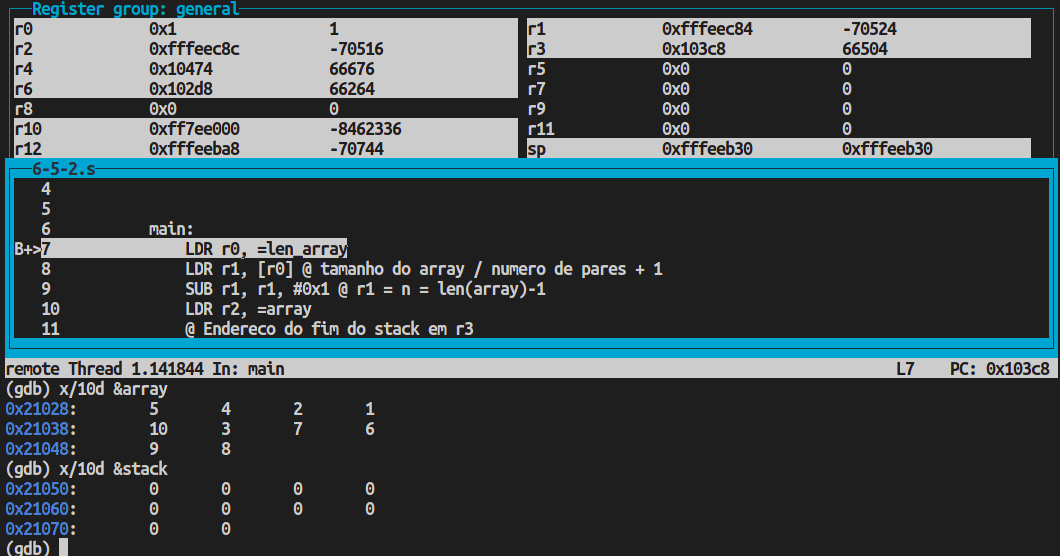 Register group: general
r0 0x1 1 r1 0xfffeec84 -70524
r2 0xfffeec8c -70516 r3 0x103c8 66504
r4 0x10474 66676 r5 0x0 0
r6 0x102d8 66264 r7 0x0 0
r8 0x0 0 r9 0x0 0
r10 0xff7ee000 -8462336 r11 0x0 0
r12 0xfffeeba8 -70744 sp 0xfffeeb30 0xfffeeb30
6-5-2.s
4
5
6 main:
B+>7 LDR r0, =len_array
8 LDR r1, [r0] @ tamanho do array / numero de pares + 1
9 SUB r1, r1, #0x1 @ r1 = n = len(array)-1
10 LDR r2, =array
11 @ Endereco do fim do stack em r3
remote Thread 1.141844 In: main L7 PC: 0x103c8
(gdb) x/10d &array
0x21028: 5 4 2 1
0x21038: 10 3 7 6
0x21048: 9 8
(gdb) x/10d &stack
0x21050: 0 0 0 0
0x21060: 0 0 0 0
0x21070: 0 0
(gdb)